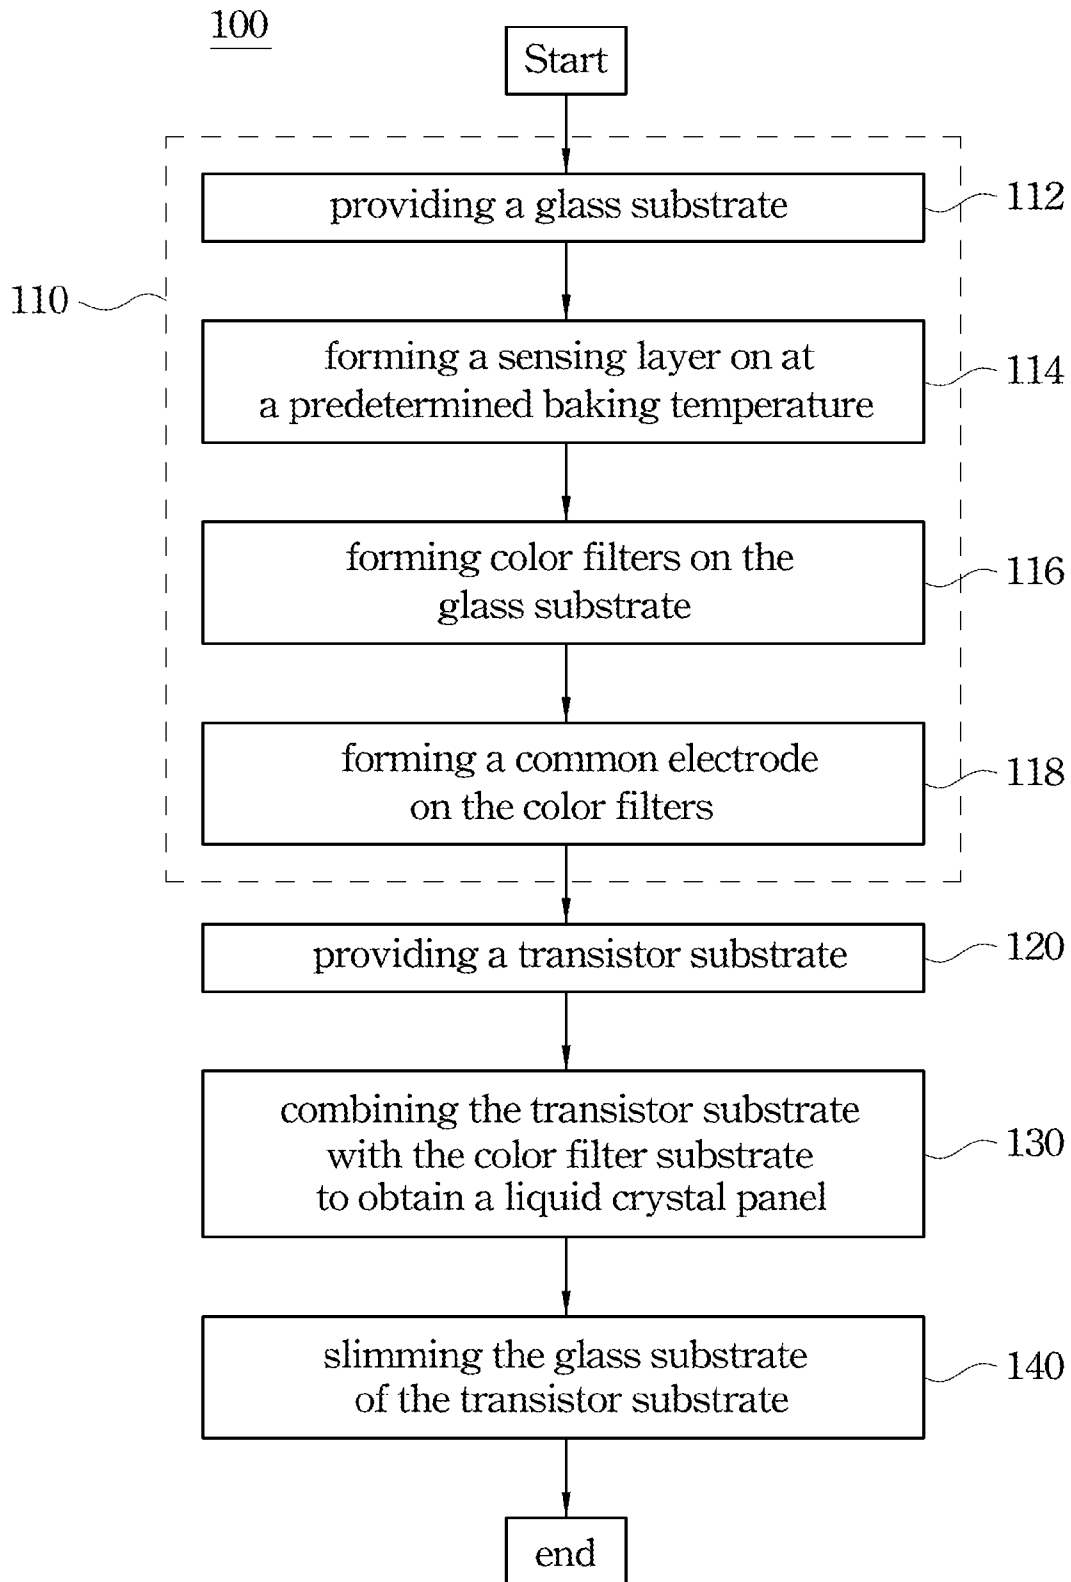 100
Start
providing a glass substrate
112
110
forming a sensing layer on at
a predetermined baking temperature
114
forming color filters on the
glass substrate
116
forming a common electrode
on the color filters
118
providing a transistor substrate
120
combining the transistor substrate
with the color filter substrate
to obtain a liquid crystal panel
130
slimming the glass substrate
of the transistor substrate
140
end